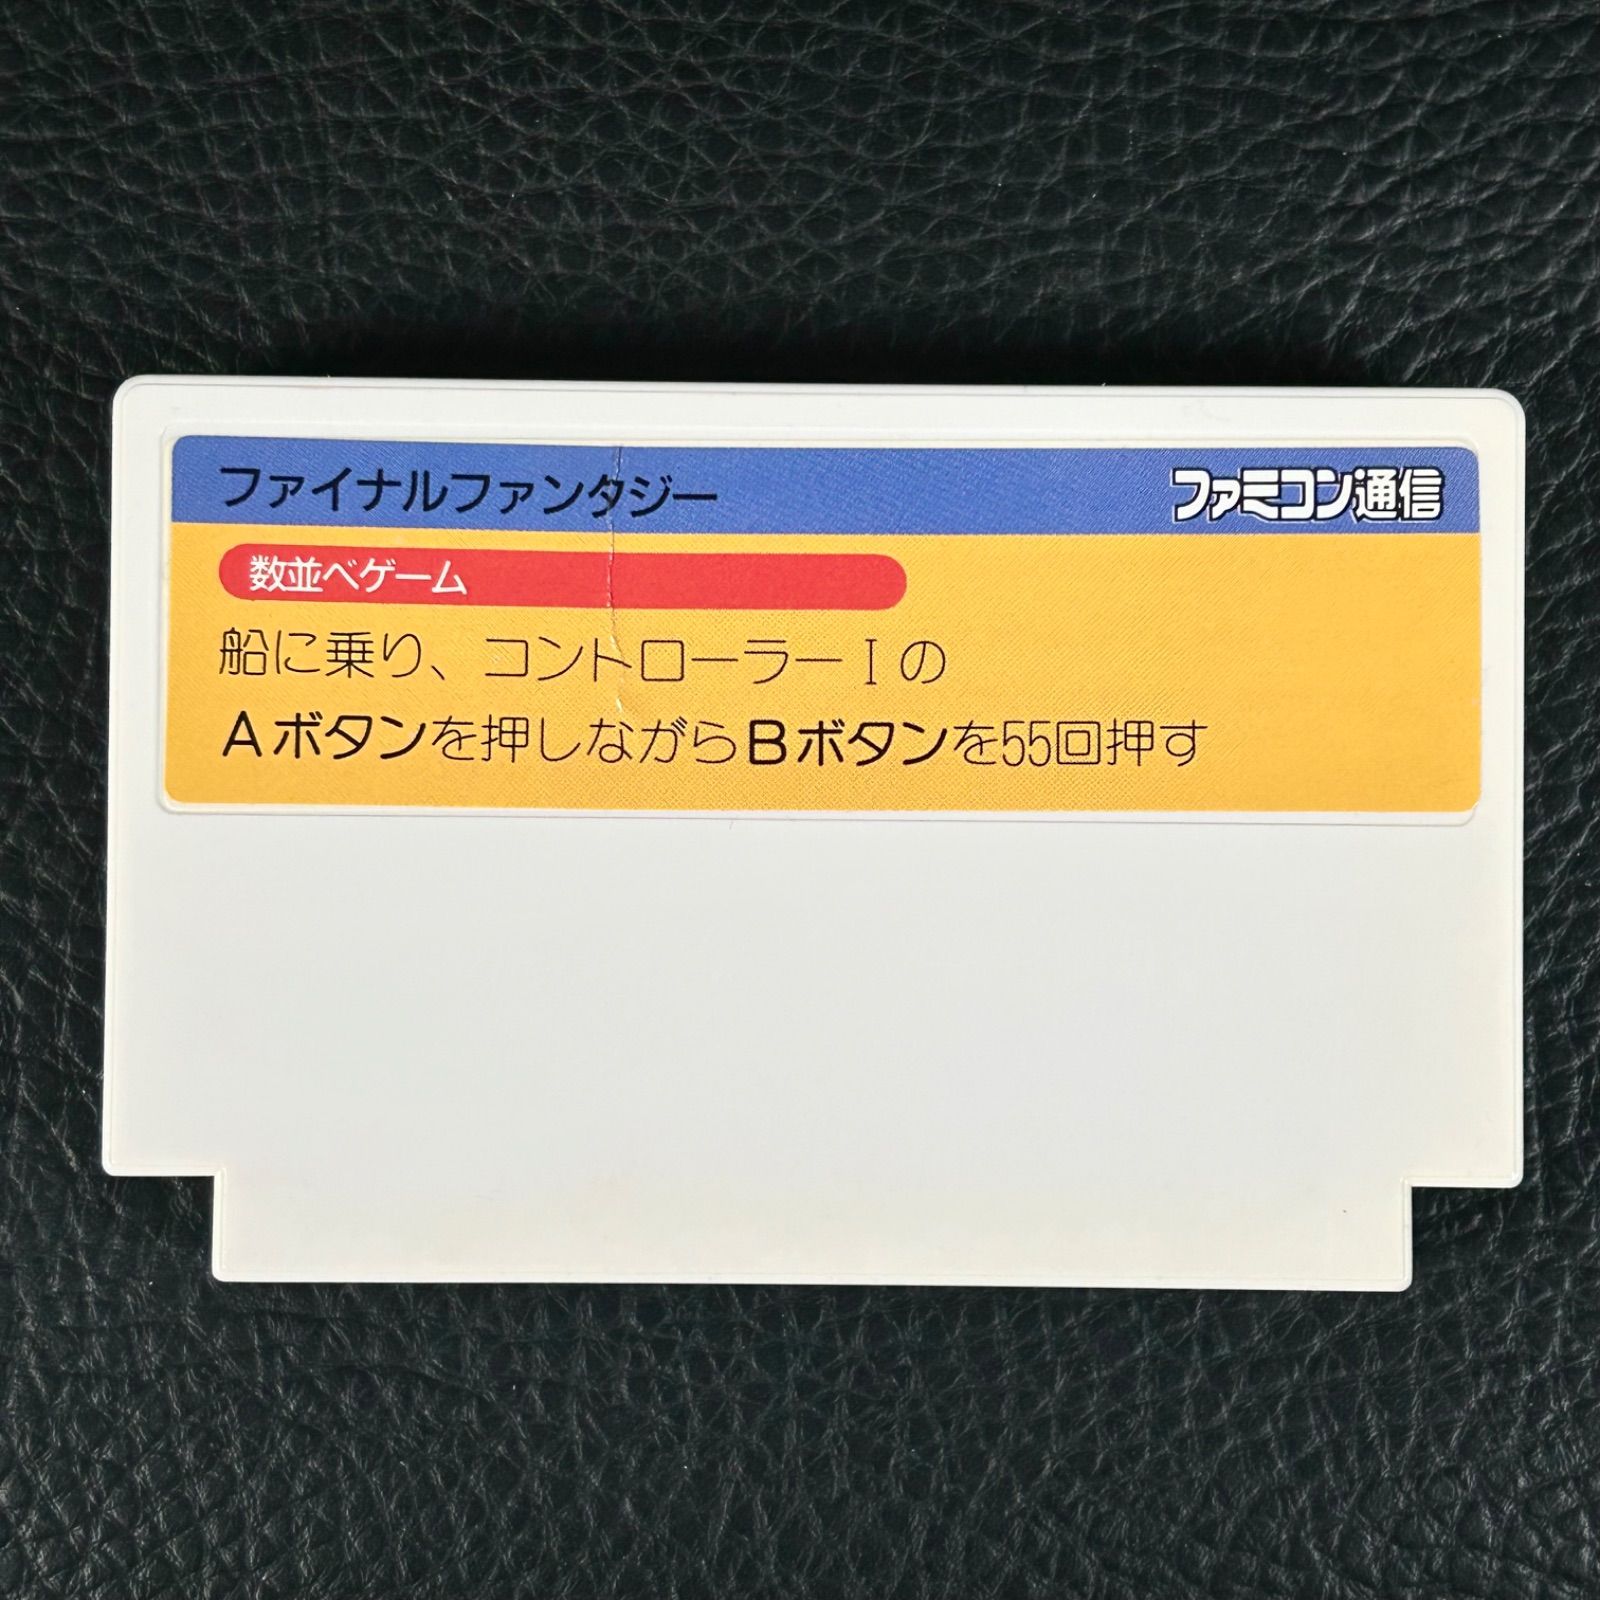 ファイナルファンタジー ファミコン通信
数並べゲーム
船に乗り、コントローラーIの
Aボタンを押しながらBボタンを55回押す